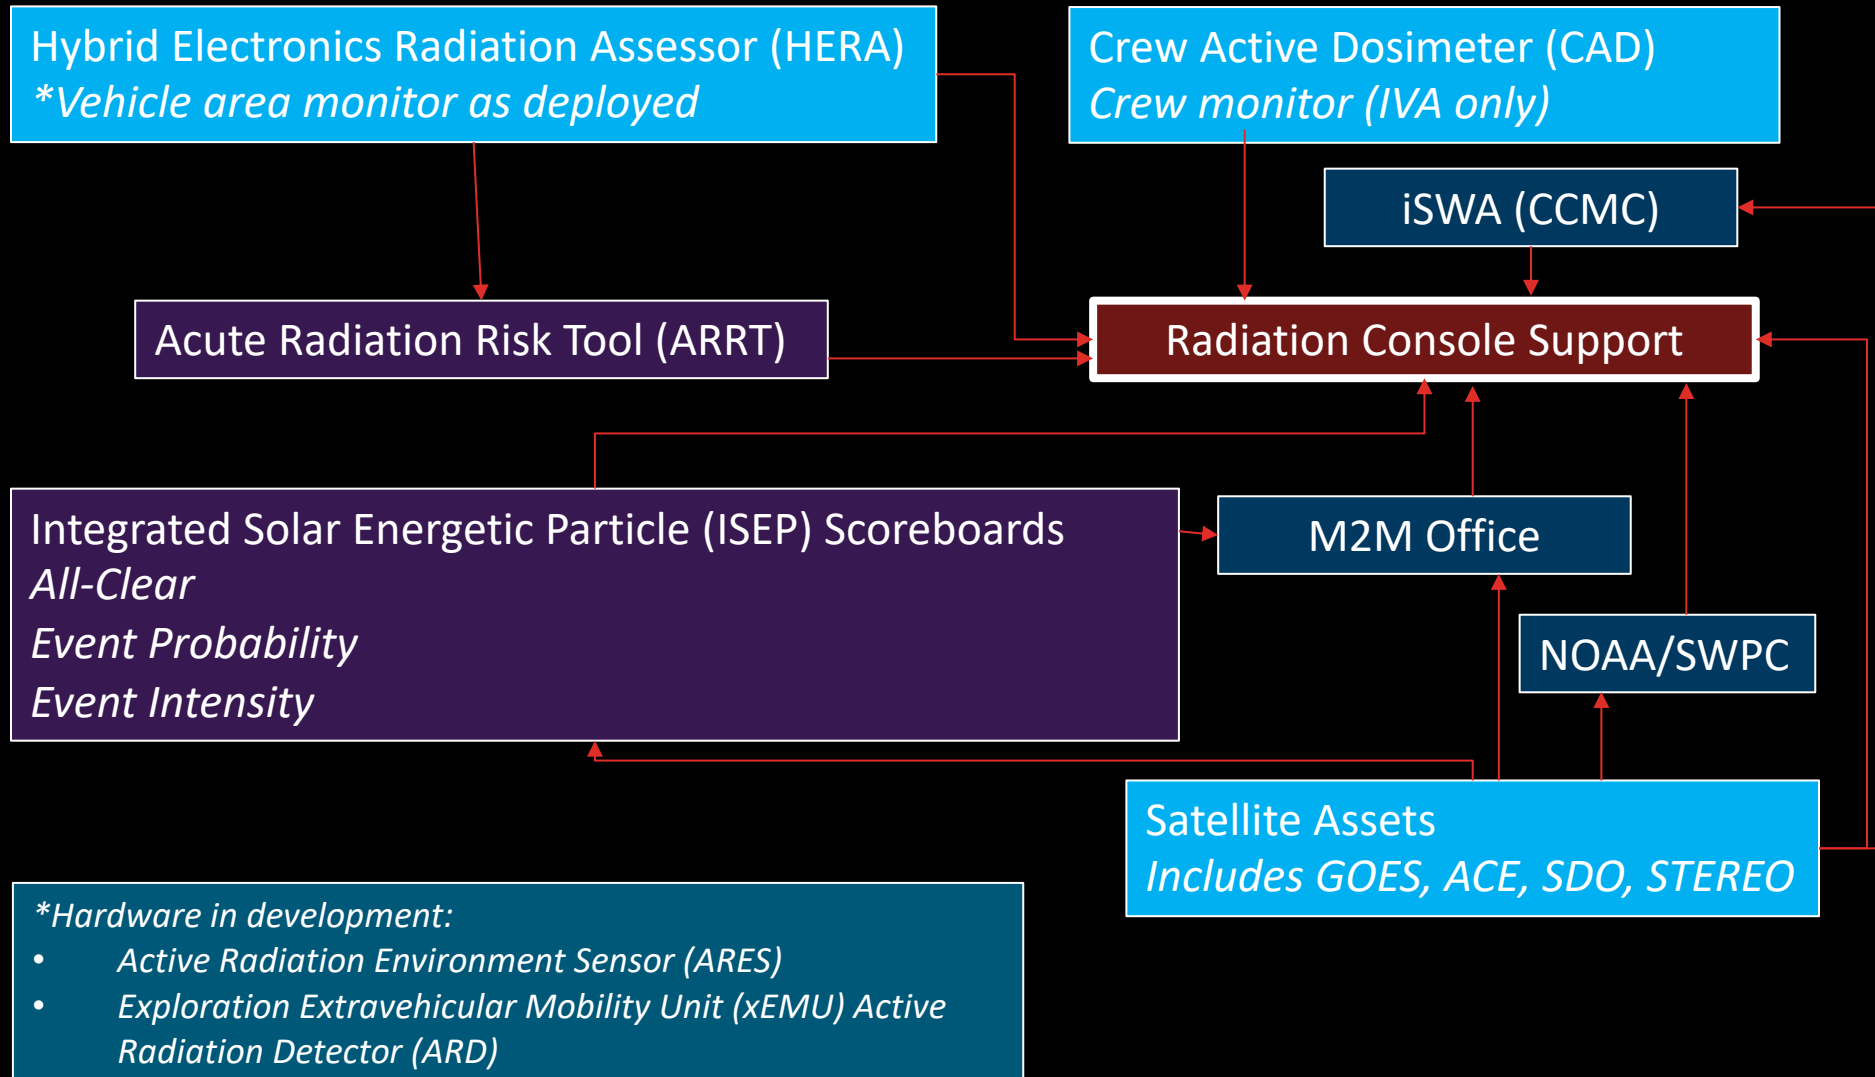 Hybrid Electronics Radiation Assessor (HERA)
*Vehicle area monitor as deployed
Crew Active Dosimeter (CAD)
Crew monitor (IVA only)
iSWA (CCMC)
Acute Radiation Risk Tool (ARRT)
Radiation Console Support
Integrated Solar Energetic Particle (ISEP) Scoreboards
All-Clear
Event Probability
Event Intensity
M2M Office
NOAA/SWPC
Satellite Assets
Includes GOES, ACE, SDO, STEREO
*Hardware in development:
• Active Radiation Environment Sensor (ARES)
• Exploration Extravehicular Mobility Unit (xEMU) Active
Radiation Detector (ARD)